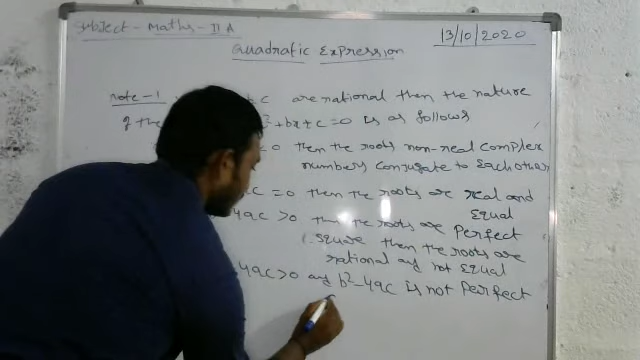 Subject - Maths - II A
13/10/2020
Quadratic Expression
note-1 c are rational then the nature
of the ²+bx+c=0 is as follows
=0 then the roots non-real complex
numbers conjugate to each other
c =0 then the roots are real and
Equal
4ac >0 the roots are Perfect
square then the roots are
rational and not Equal
4ac>0 and b²-4ac is not Perfect